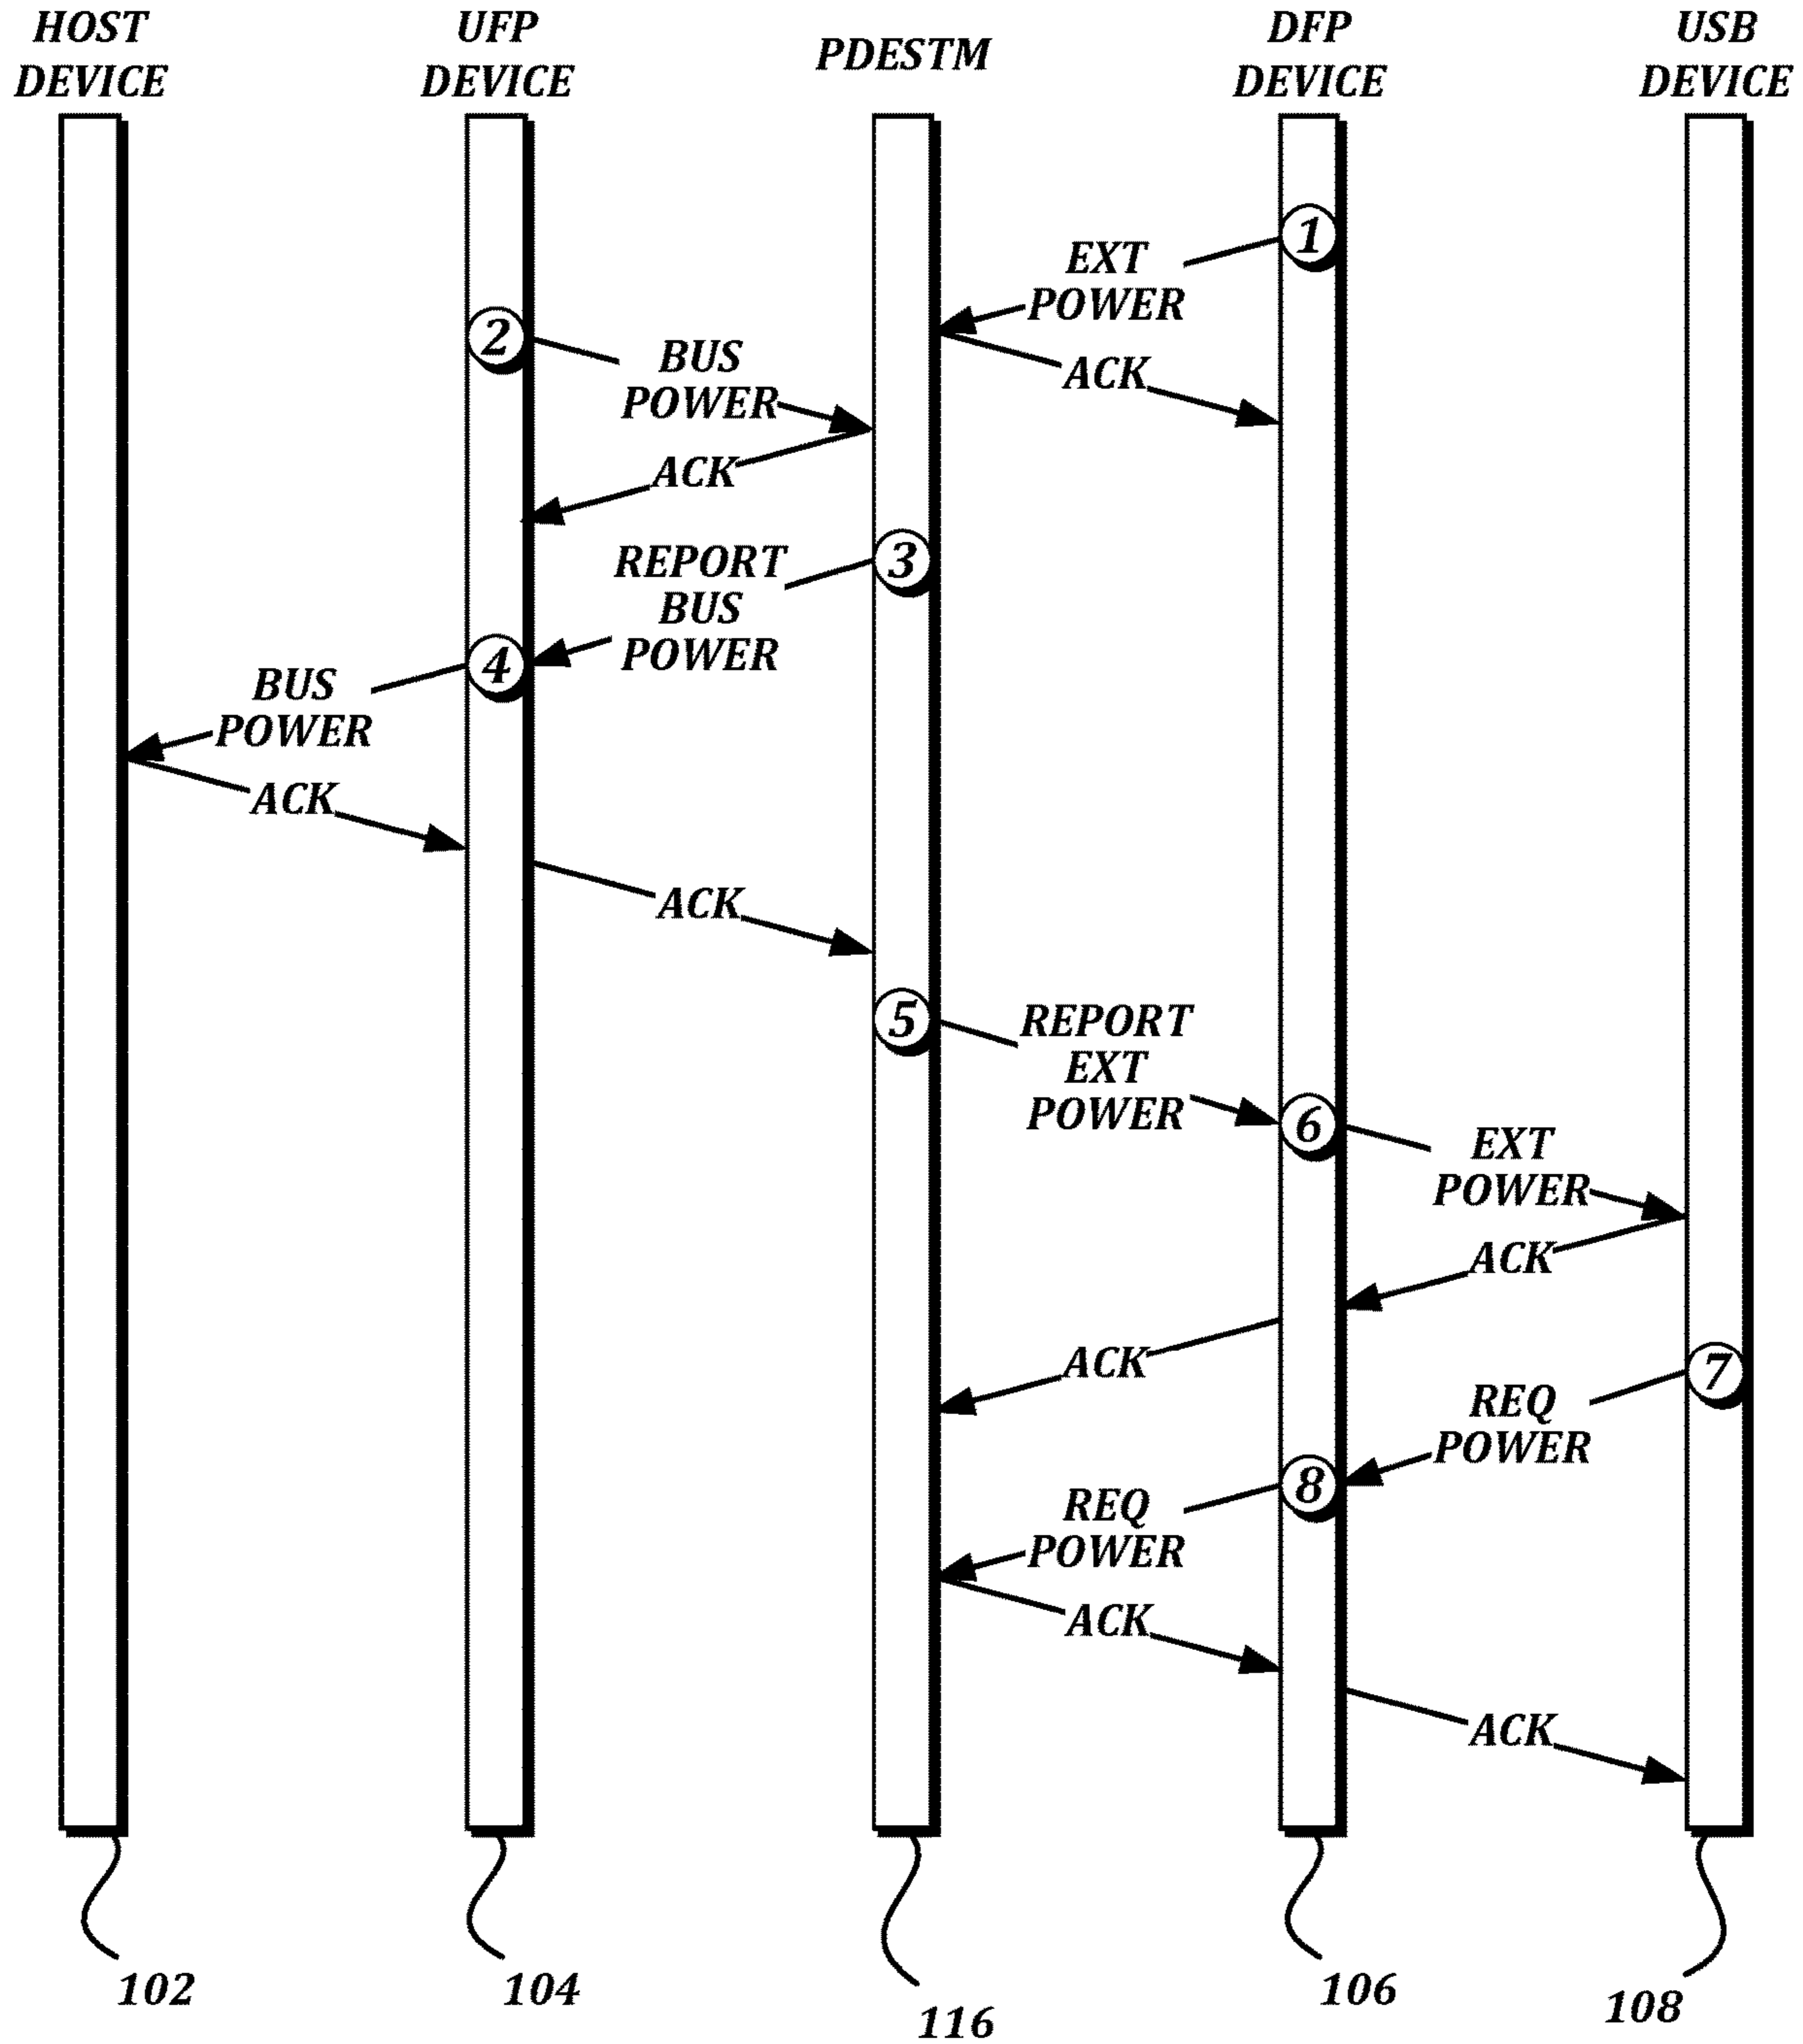 HOST
DEVICE
UFP
DEVICE
PDESTM
DFP
DEVICE
USB
DEVICE
1
EXT
POWER
2
BUS
POWER
ACK
ACK
3
REPORT
BUS
POWER
4
BUS
POWER
ACK
ACK
5
REPORT
EXT
POWER
6
EXT
POWER
ACK
ACK
7
REQ
POWER
8
REQ
POWER
ACK
ACK
102
104
116
106
108